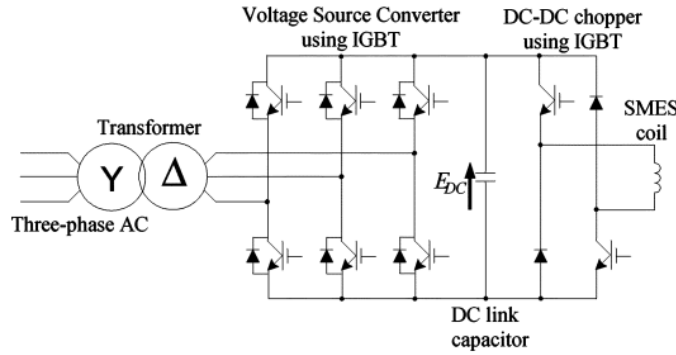 Voltage Source Converter
using IGBT
DC-DC chopper
using IGBT
SMES
coil
Transformer
Y
Δ
E_DC
Three-phase AC
DC link
capacitor